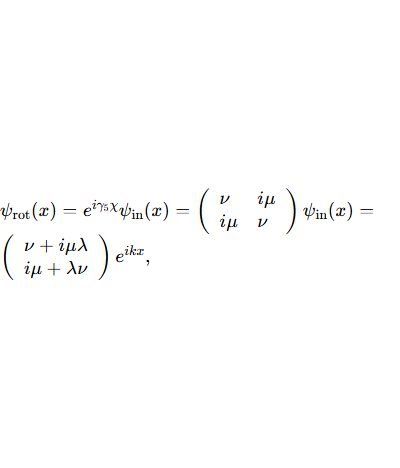 ψ_rot(x) = e^{iγ₅χ}ψ_in(x) = ( ν iμ ; iμ ν ) ψ_in(x) =
( ν + iμλ ; iμ + λν ) e^{ikx},